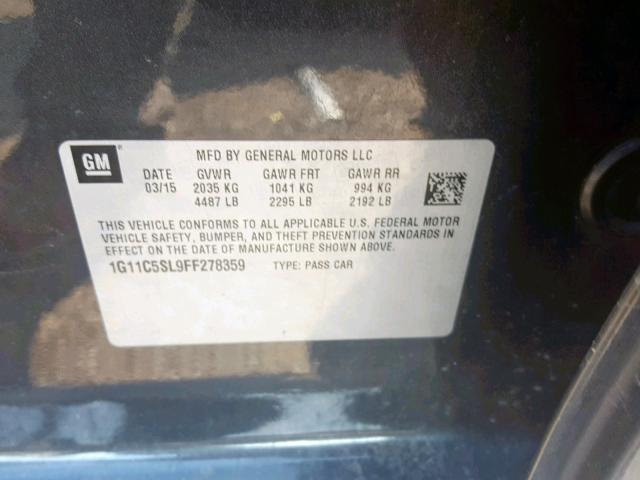 GM
MFD BY GENERAL MOTORS LLC
DATE GVWR GAWR FRT GAWR RR
03/15 2035 KG 1041 KG 994 KG
4487 LB 2295 LB 2192 LB
THIS VEHICLE CONFORMS TO ALL APPLICABLE U.S. FEDERAL MOTOR
VEHICLE SAFETY, BUMPER, AND THEFT PREVENTION STANDARDS IN
EFFECT ON THE DATE OF MANUFACTURE SHOWN ABOVE.
1G11C5SL9FF278359 TYPE: PASS CAR